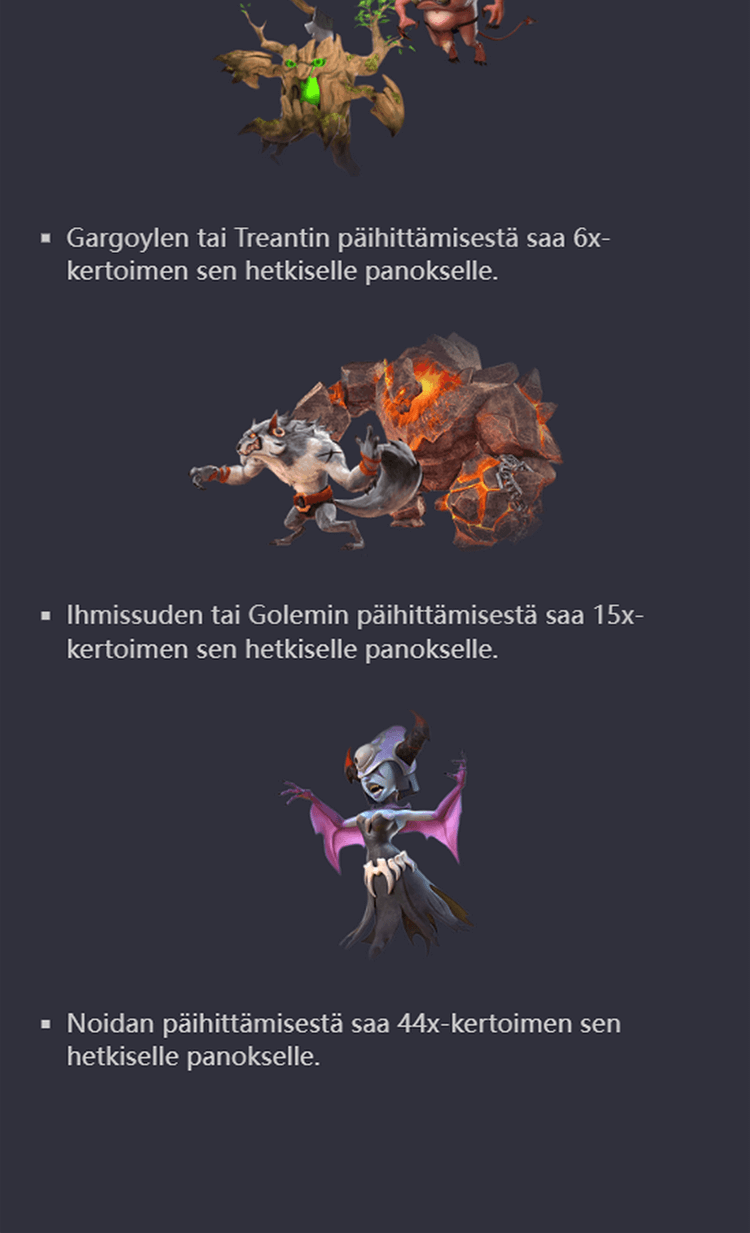 ▪ Gargoylen tai Treantin päihittämisestä saa 6x-
kertoimen sen hetkiselle panokselle.
▪ Ihmissuden tai Golemin päihittämisestä saa 15x-
kertoimen sen hetkiselle panokselle.
▪ Noidan päihittämisestä saa 44x-kertoimen sen
hetkiselle panokselle.